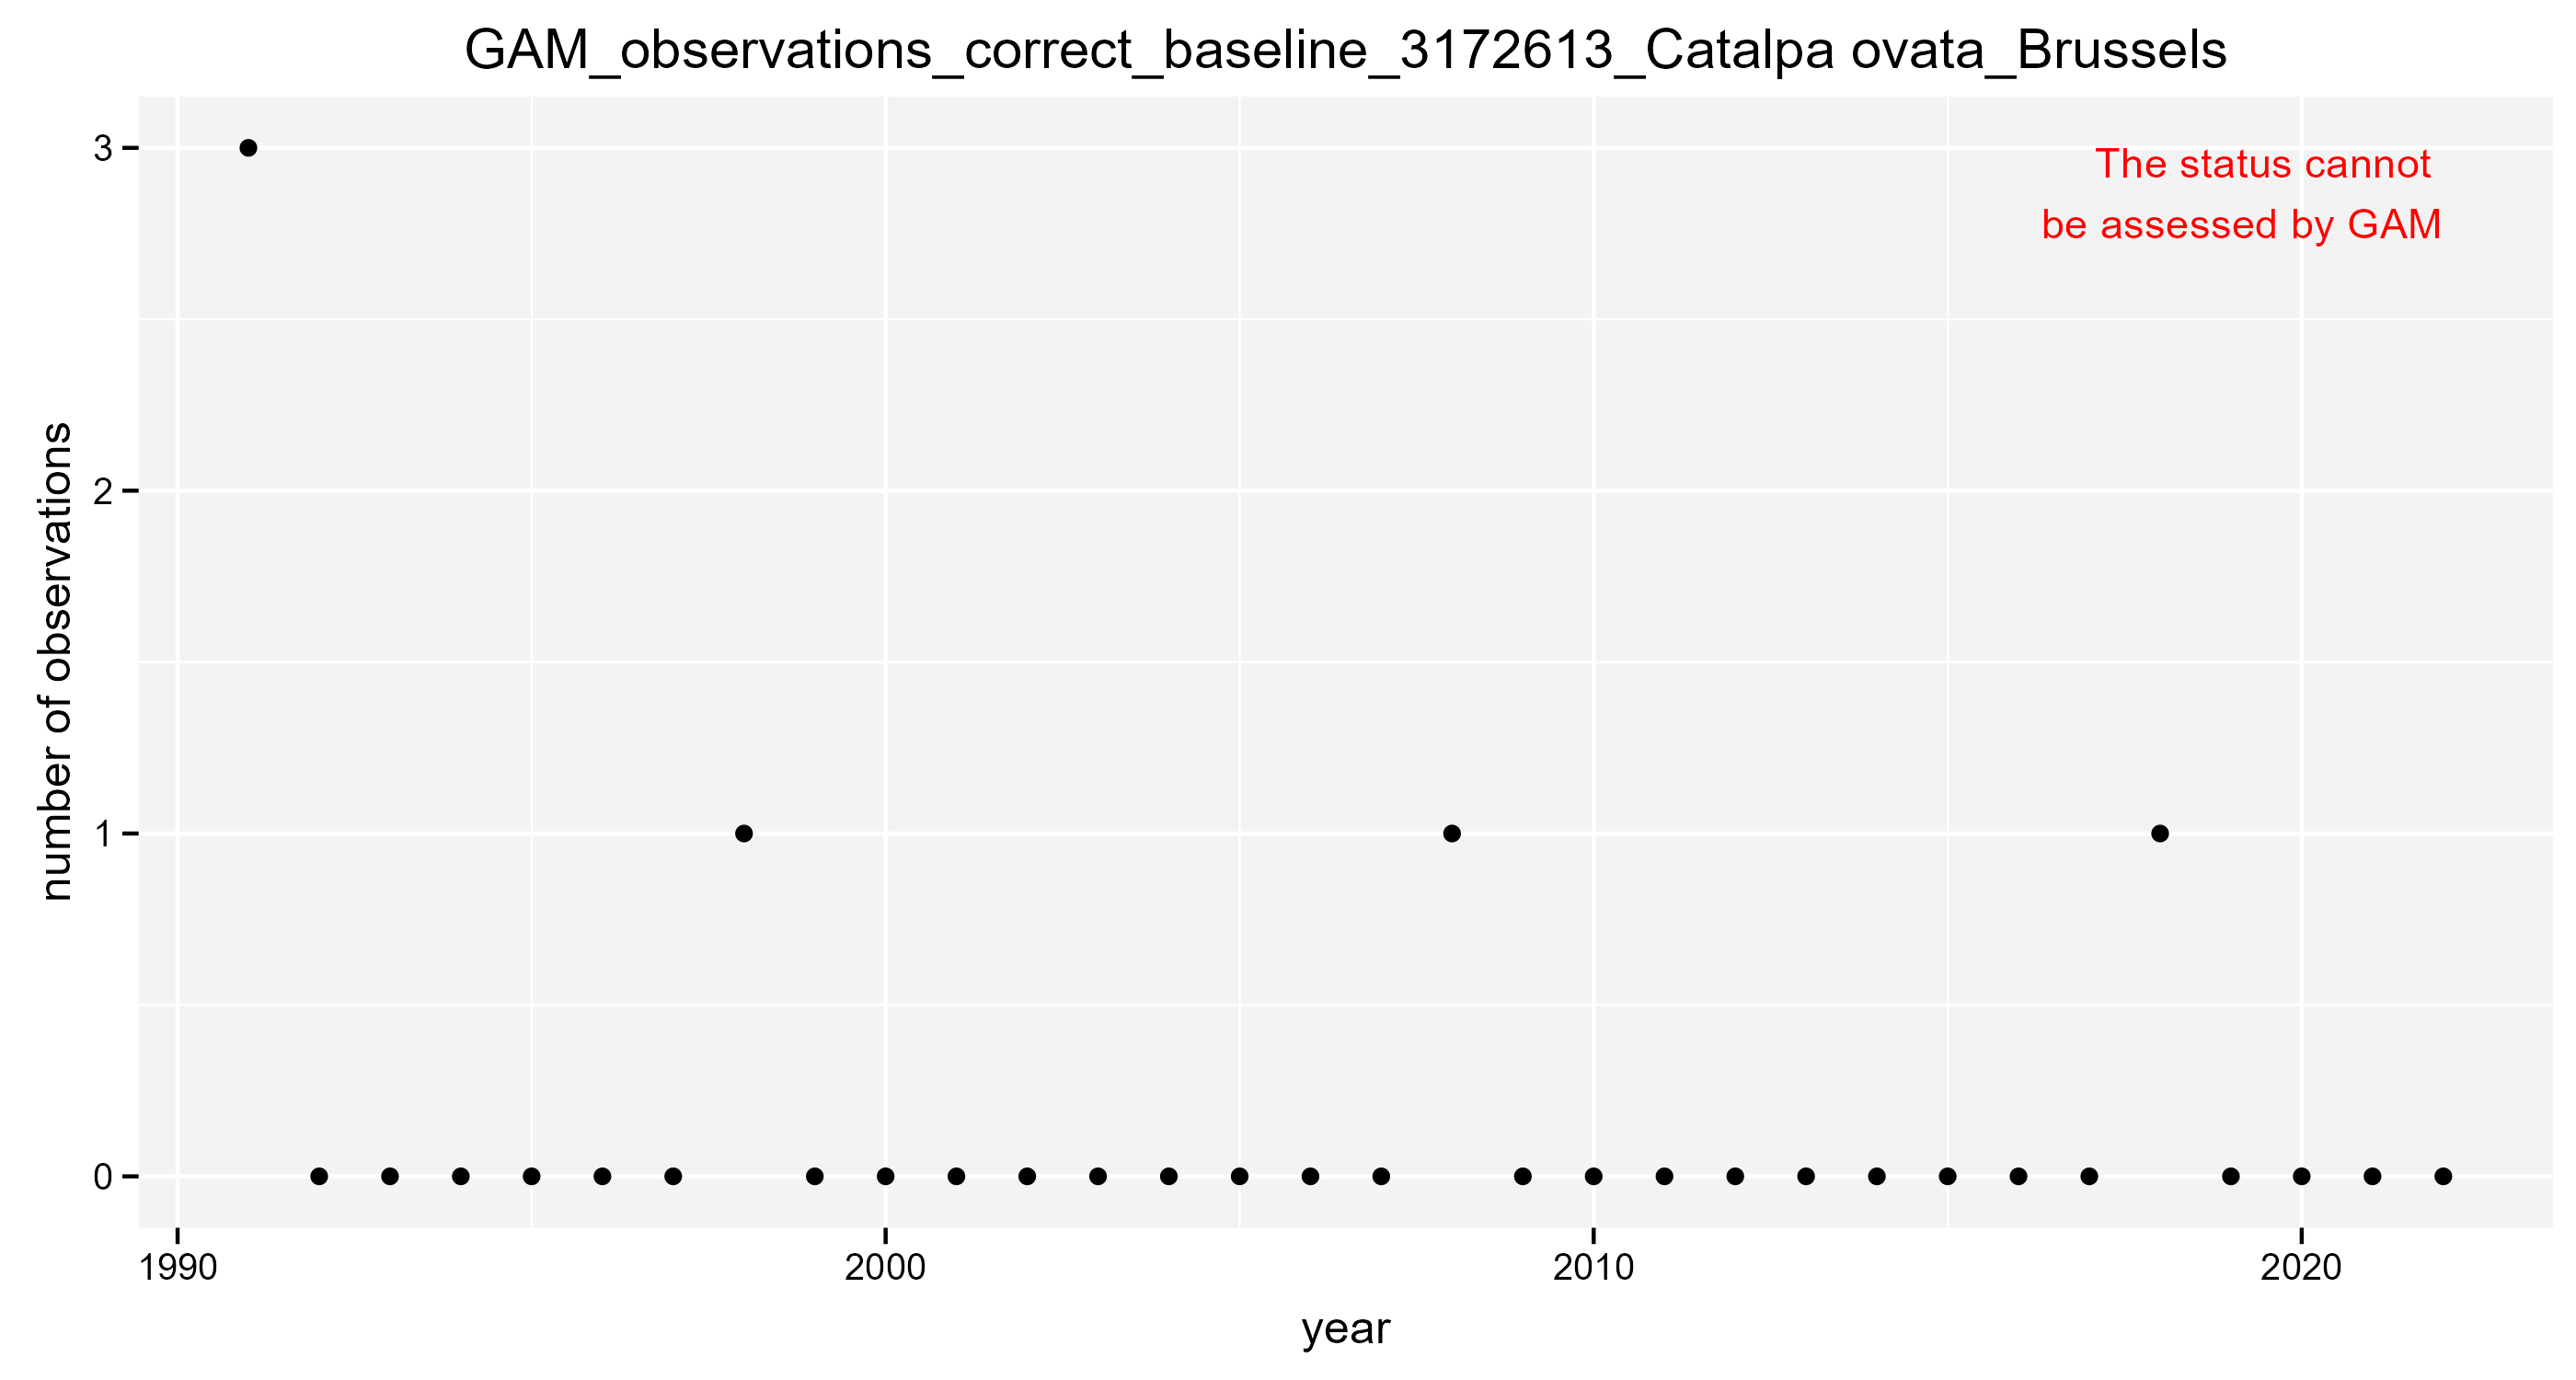 GAM_observations_correct_baseline_3172613_Catalpa ovata_Brussels
The status cannot
be assessed by GAM
number of observations
3
2
1
0
1990
2000
2010
2020
year